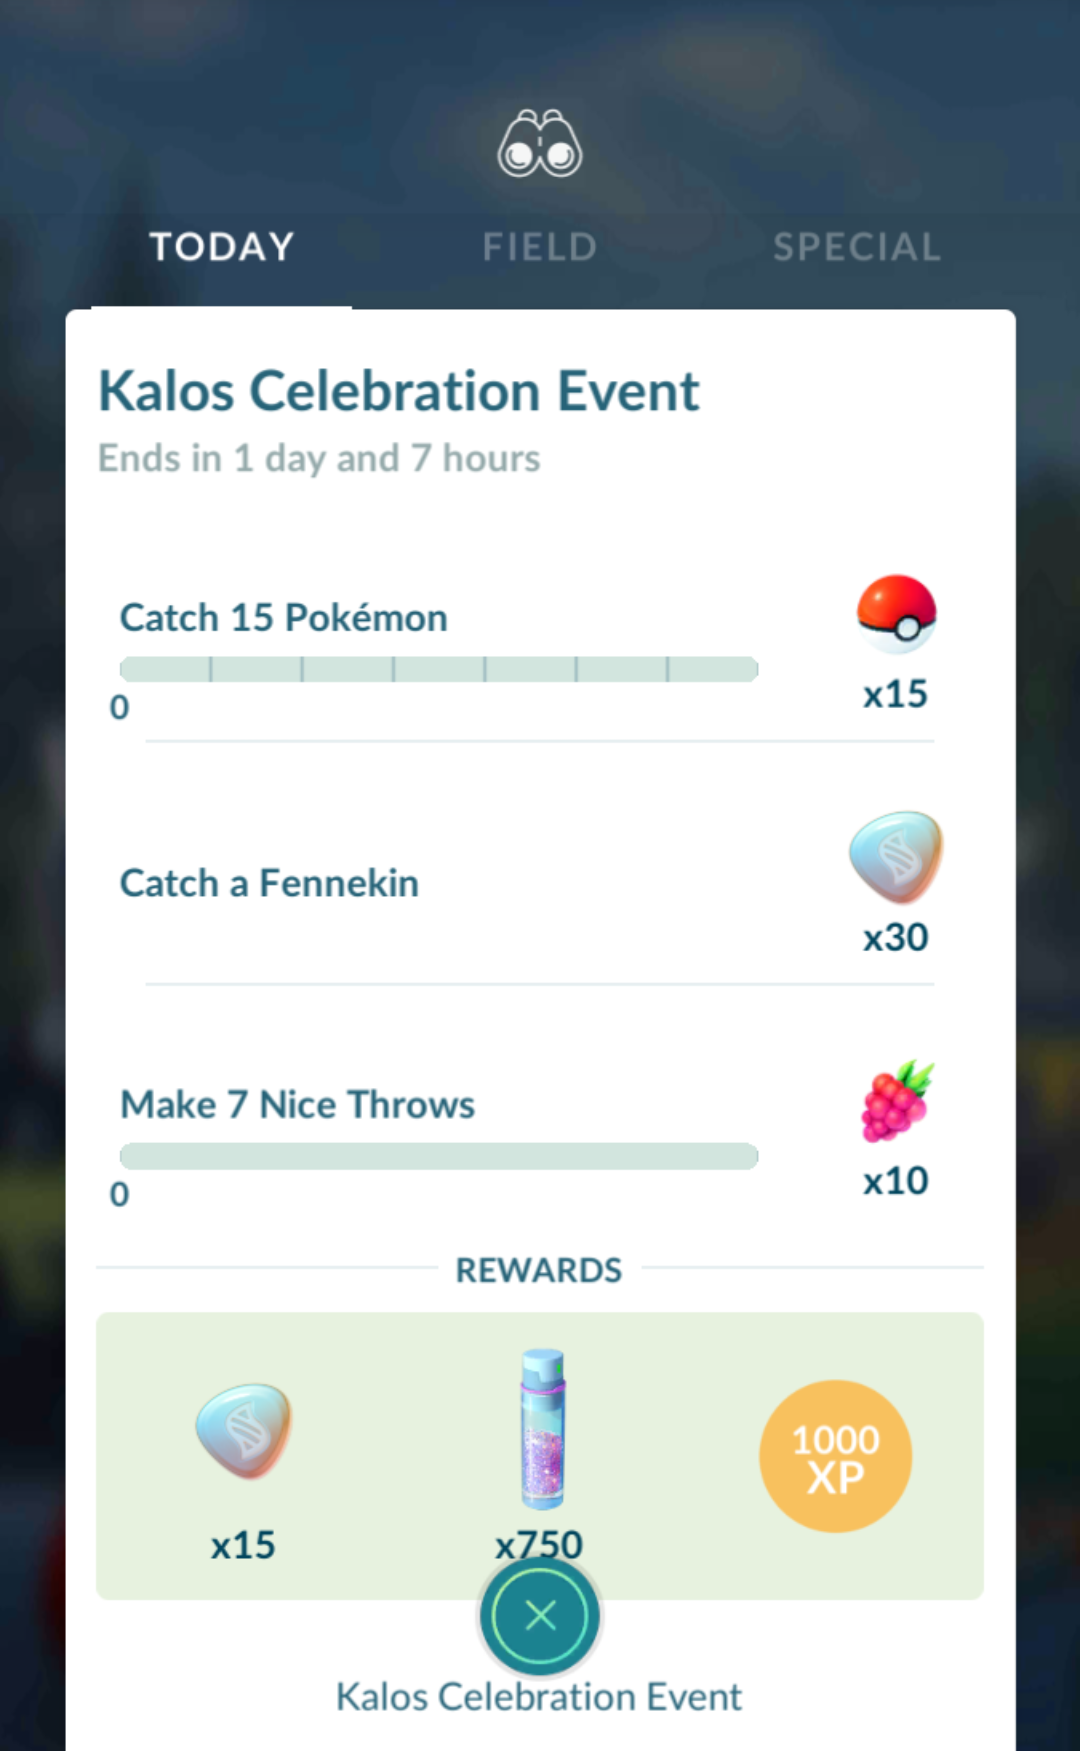 TODAY FIELD SPECIAL
Kalos Celebration Event
Ends in 1 day and 7 hours
Catch 15 Pokémon
0
x15
Catch a Fennekin
x30
Make 7 Nice Throws
0
x10
REWARDS
1000
XP
x15 x750
Kalos Celebration Event